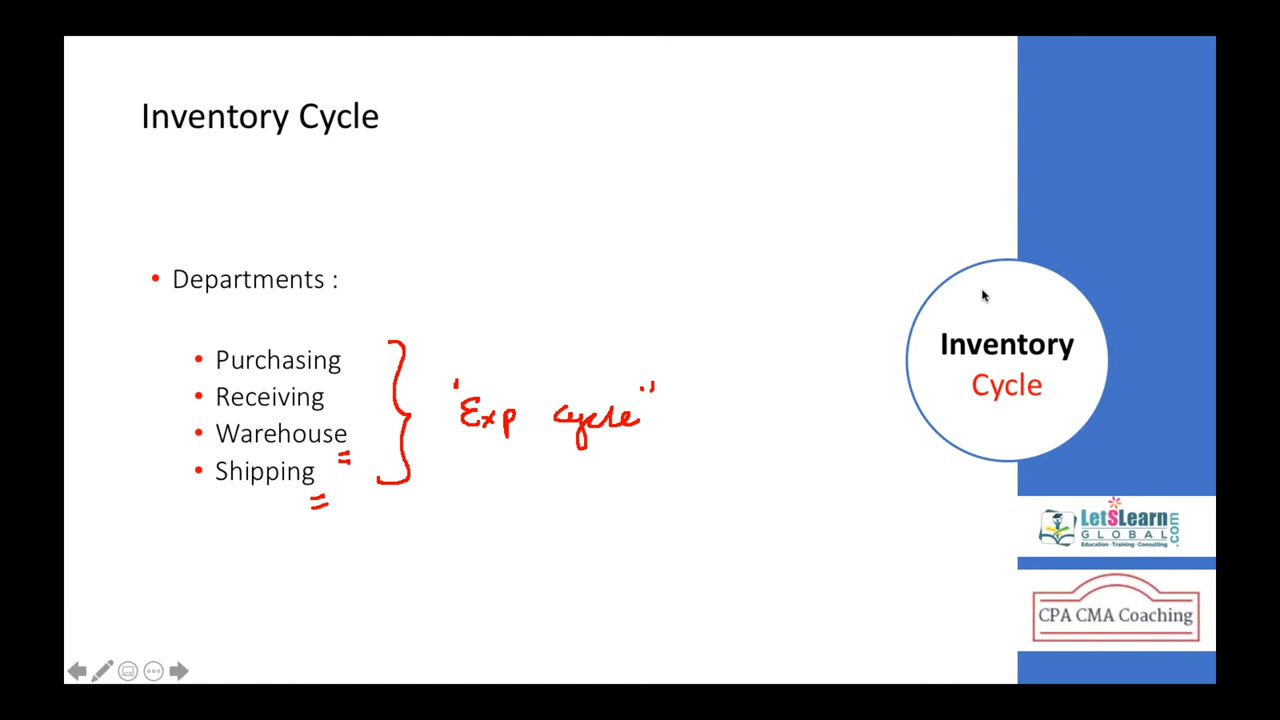 Inventory Cycle
• Departments :
• Purchasing
• Receiving
• Warehouse
• Shipping
"Exp cycle"
Inventory
Cycle
LetSLearn
GLOBAL
.com
Education • Training • Consulting
CPA CMA Coaching